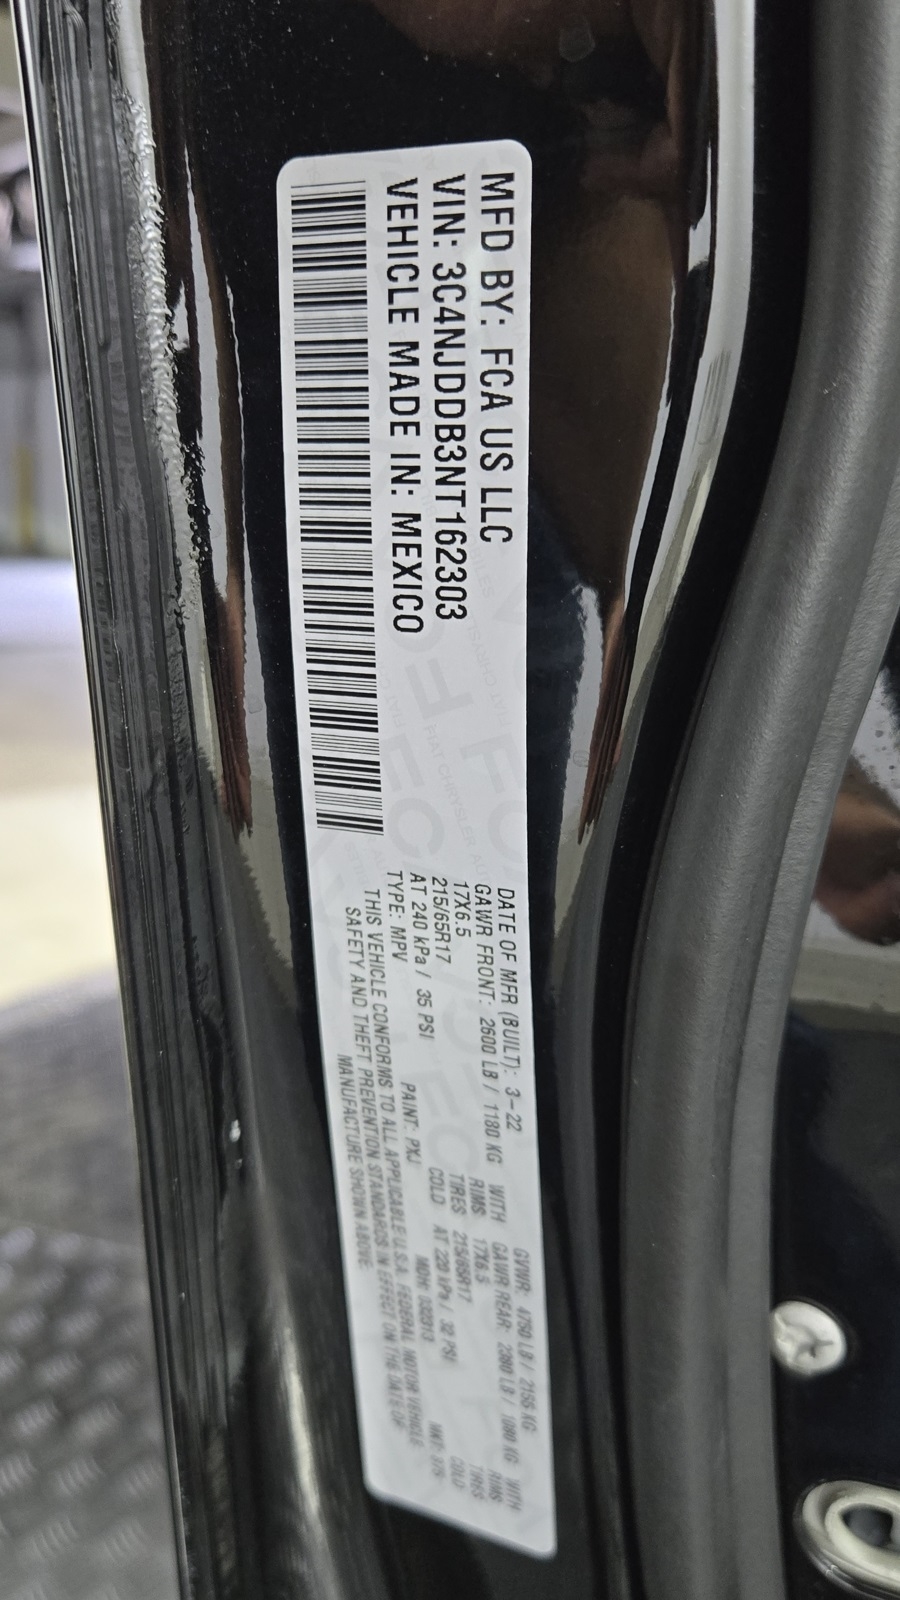 MFD BY: FCA US LLC
VIN: 3C4NJDDB3NT162303
VEHICLE MADE IN: MEXICO
DATE OF MFR (BUILT): 3-22 GVWR: 4750 LB / 2155 KG
GAWR FRONT: 2600 LB / 1180 KG WITH GAWR REAR: 2380 LB / 1080 KG WITH
17X6.5 RIMS 17X6.5 RIMS
215/65R17 TIRES 215/65R17 TIRES
AT 240 kPa / 35 PSI COLD AT 220 kPa / 32 PSI COLD
TYPE: MPV PAINT: PXJ MDH:
THIS VEHICLE CONFORMS TO ALL APPLICABLE U.S.A. FEDERAL MOTOR VEHICLE
SAFETY AND THEFT PREVENTION STANDARDS IN EFFECT ON THE DATE OF
MANUFACTURE SHOWN ABOVE.